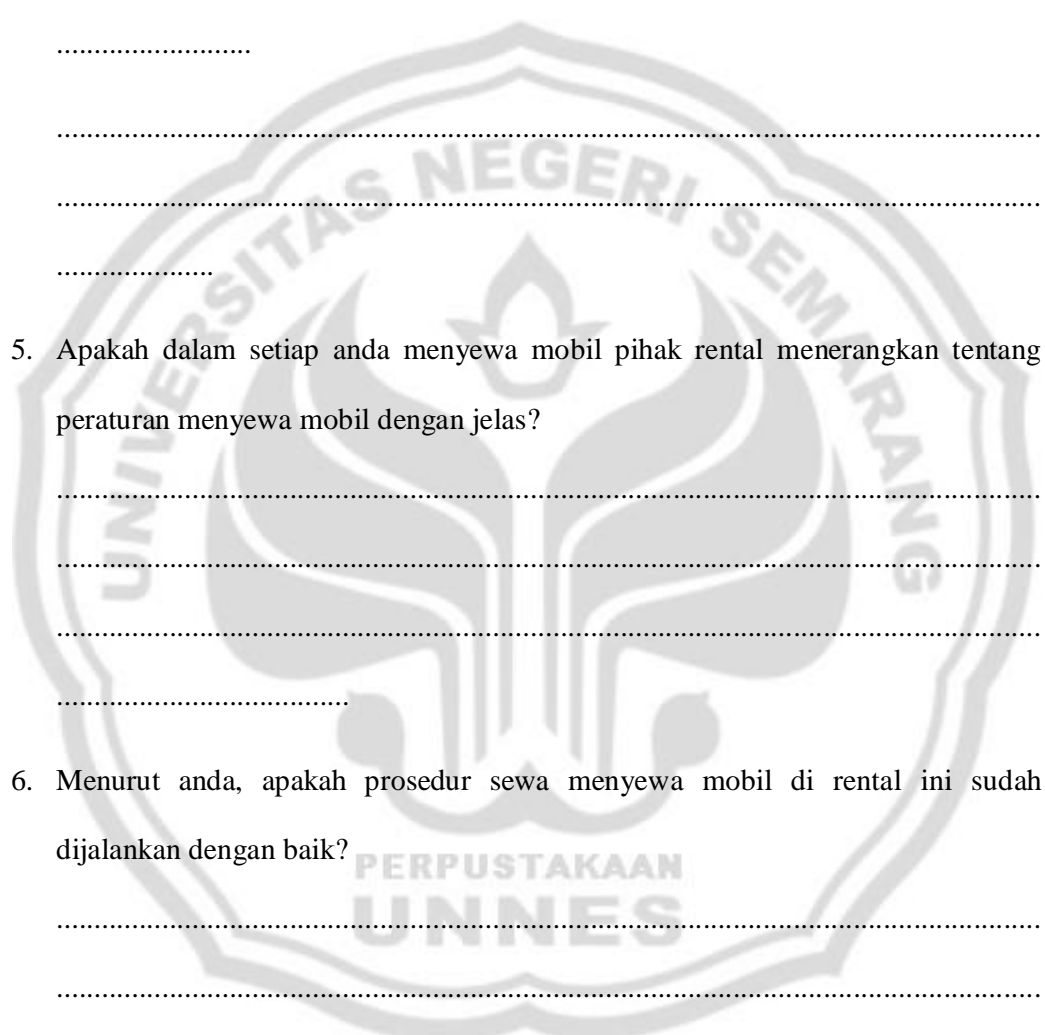 ..........................
....................................................................................................................................
....................................................................................................................................
.....................
5. Apakah dalam setiap anda menyewa mobil pihak rental menerangkan tentang
peraturan menyewa mobil dengan jelas?
....................................................................................................................................
....................................................................................................................................
....................................................................................................................................
.......................................
6. Menurut anda, apakah prosedur sewa menyewa mobil di rental ini sudah
dijalankan dengan baik?
....................................................................................................................................
....................................................................................................................................
UNIVERSITAS NEGERI SEMARANG
PERPUSTAKAAN
UNNES